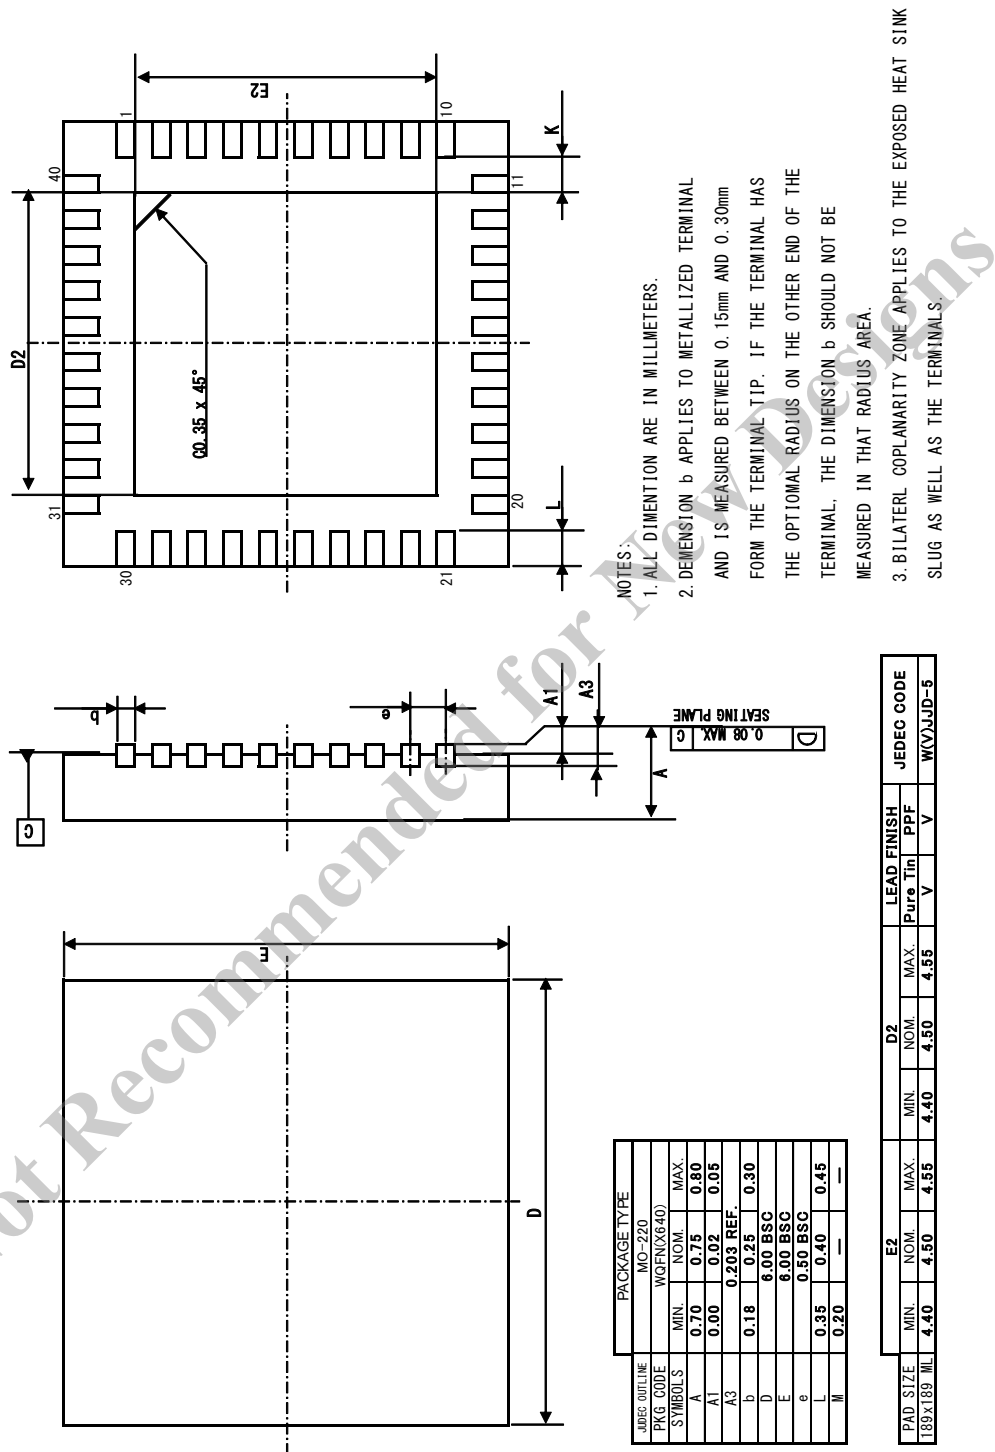 Not Recommended for New Designs
D2
E2
40
1
10
11
K
C0.35 x 45°
31
30
21
20
L
C
b
e
A1
A3
A
SEATING PLANE
C 0.08 MAX. D
E
D
NOTES:
1. ALL DIMENTION ARE IN MILLMETERS.
2. DEMENSION b APPLIES TO METALLIZED TERMINAL
AND IS MEASURED BETWEEN 0.15mm AND 0.30mm
FORM THE TERMINAL TIP. IF THE TERMINAL HAS
THE OPTIOMAL RADIUS ON THE OTHER END OF THE
TERMINAL, THE DIMENSION b SHOULD NOT BE
MEASURED IN THAT RADIUS AREA.
3. BILATERL COPLANARITY ZONE APPLIES TO THE EXPOSED HEAT SINK
SLUG AS WELL AS THE TERMINALS.
PACKAGE TYPE
JUDEC OUTLINE MO-220
PKG CODE WQFN(X640)
SYMBOLS MIN. NOM. MAX.
A 0.70 0.75 0.80
A1 0.00 0.02 0.05
A3 0.203 REF.
b 0.18 0.25 0.30
D 6.00 BSC
E 6.00 BSC
e 0.50 BSC
L 0.35 0.40 0.45
M 0.20 — —
E2 D2 LEAD FINISH JEDEC CODE
PAD SIZE MIN. NOM. MAX. MIN. NOM. MAX. Pure Tin PPF
189x189 ML 4.40 4.50 4.55 4.40 4.50 4.55 V V W(V)JJD-5